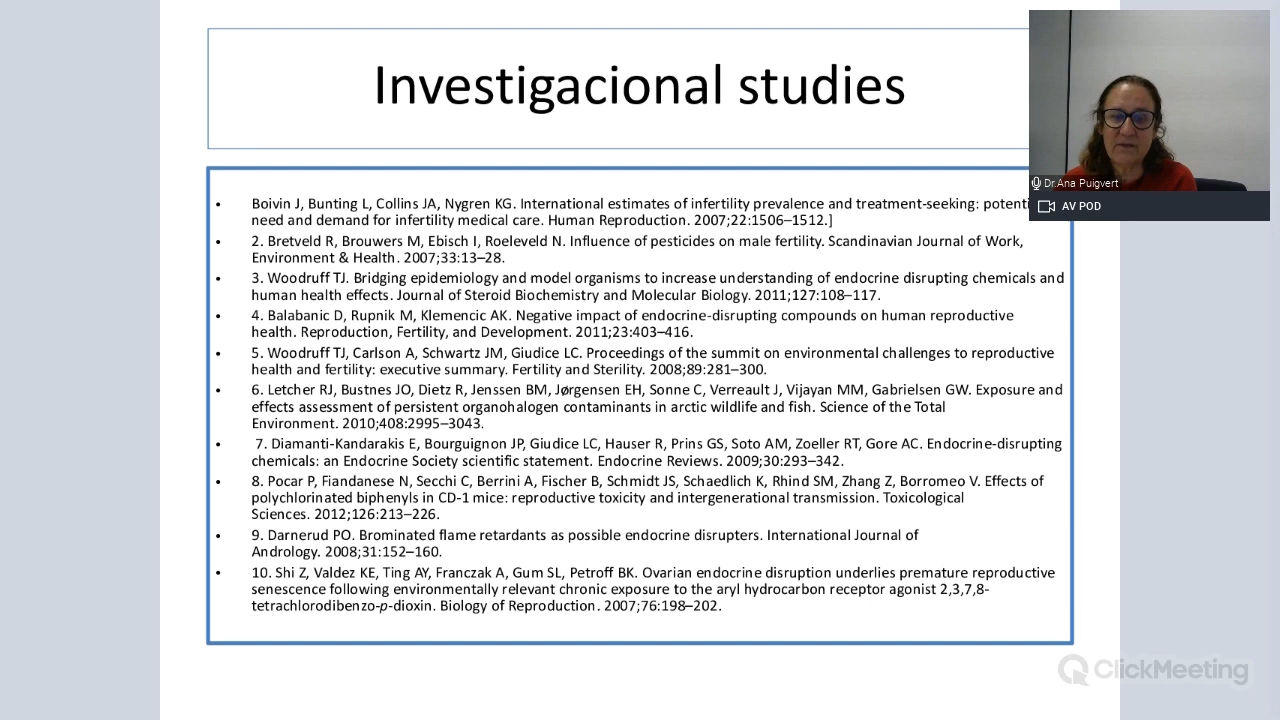 Investigacional studies
• Boivin J, Bunting L, Collins JA, Nygren KG. International estimates of infertility prevalence and treatment-seeking:
need and demand for infertility medical care. Human Reproduction. 2007;22:1506–1512.]
• 2. Bretveld R, Brouwers M, Ebisch I, Roeleveld N. Influence of pesticides on male fertility. Scandinavian Journal of Work,
Environment & Health. 2007;33:13–28.
• 3. Woodruff TJ. Bridging epidemiology and model organisms to increase understanding of endocrine disrupting chemicals and
human health effects. Journal of Steroid Biochemistry and Molecular Biology. 2011;127:108–117.
• 4. Balabanic D, Rupnik M, Klemencic AK. Negative impact of endocrine-disrupting compounds on human reproductive
health. Reproduction, Fertility, and Development. 2011;23:403–416.
• 5. Woodruff TJ, Carlson A, Schwartz JM, Giudice LC. Proceedings of the summit on environmental challenges to reproductive
health and fertility: executive summary. Fertility and Sterility. 2008;89:281–300.
• 6. Letcher RJ, Bustnes JO, Dietz R, Jenssen BM, Jørgensen EH, Sonne C, Verreault J, Vijayan MM, Gabrielsen GW. Exposure and
effects assessment of persistent organohalogen contaminants in arctic wildlife and fish. Science of the Total
Environment. 2010;408:2995–3043.
• 7. Diamanti-Kandarakis E, Bourguignon JP, Giudice LC, Hauser R, Prins GS, Soto AM, Zoeller RT, Gore AC. Endocrine-disrupting
chemicals: an Endocrine Society scientific statement. Endocrine Reviews. 2009;30:293–342.
• 8. Pocar P, Fiandanese N, Secchi C, Berrini A, Fischer B, Schmidt JS, Schaedlich K, Rhind SM, Zhang Z, Borromeo V. Effects of
polychlorinated biphenyls in CD-1 mice: reproductive toxicity and intergenerational transmission. Toxicological
Sciences. 2012;126:213–226.
• 9. Darnerud PO. Brominated flame retardants as possible endocrine disrupters. International Journal of
Andrology. 2008;31:152–160.
• 10. Shi Z, Valdez KE, Ting AY, Franczak A, Gum SL, Petroff BK. Ovarian endocrine disruption underlies premature reproductive
senescence following environmentally relevant chronic exposure to the aryl hydrocarbon receptor agonist 2,3,7,8-
tetrachlorodibenzo-p-dioxin. Biology of Reproduction. 2007;76:198–202.
Dr.Ana Puigvert
AV POD
ClickMeeting